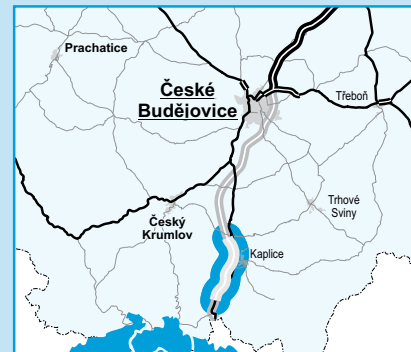 Prachatice
České
Budějovice
Třeboň
Trhové
Sviny
Český
Krumlov
Kaplice